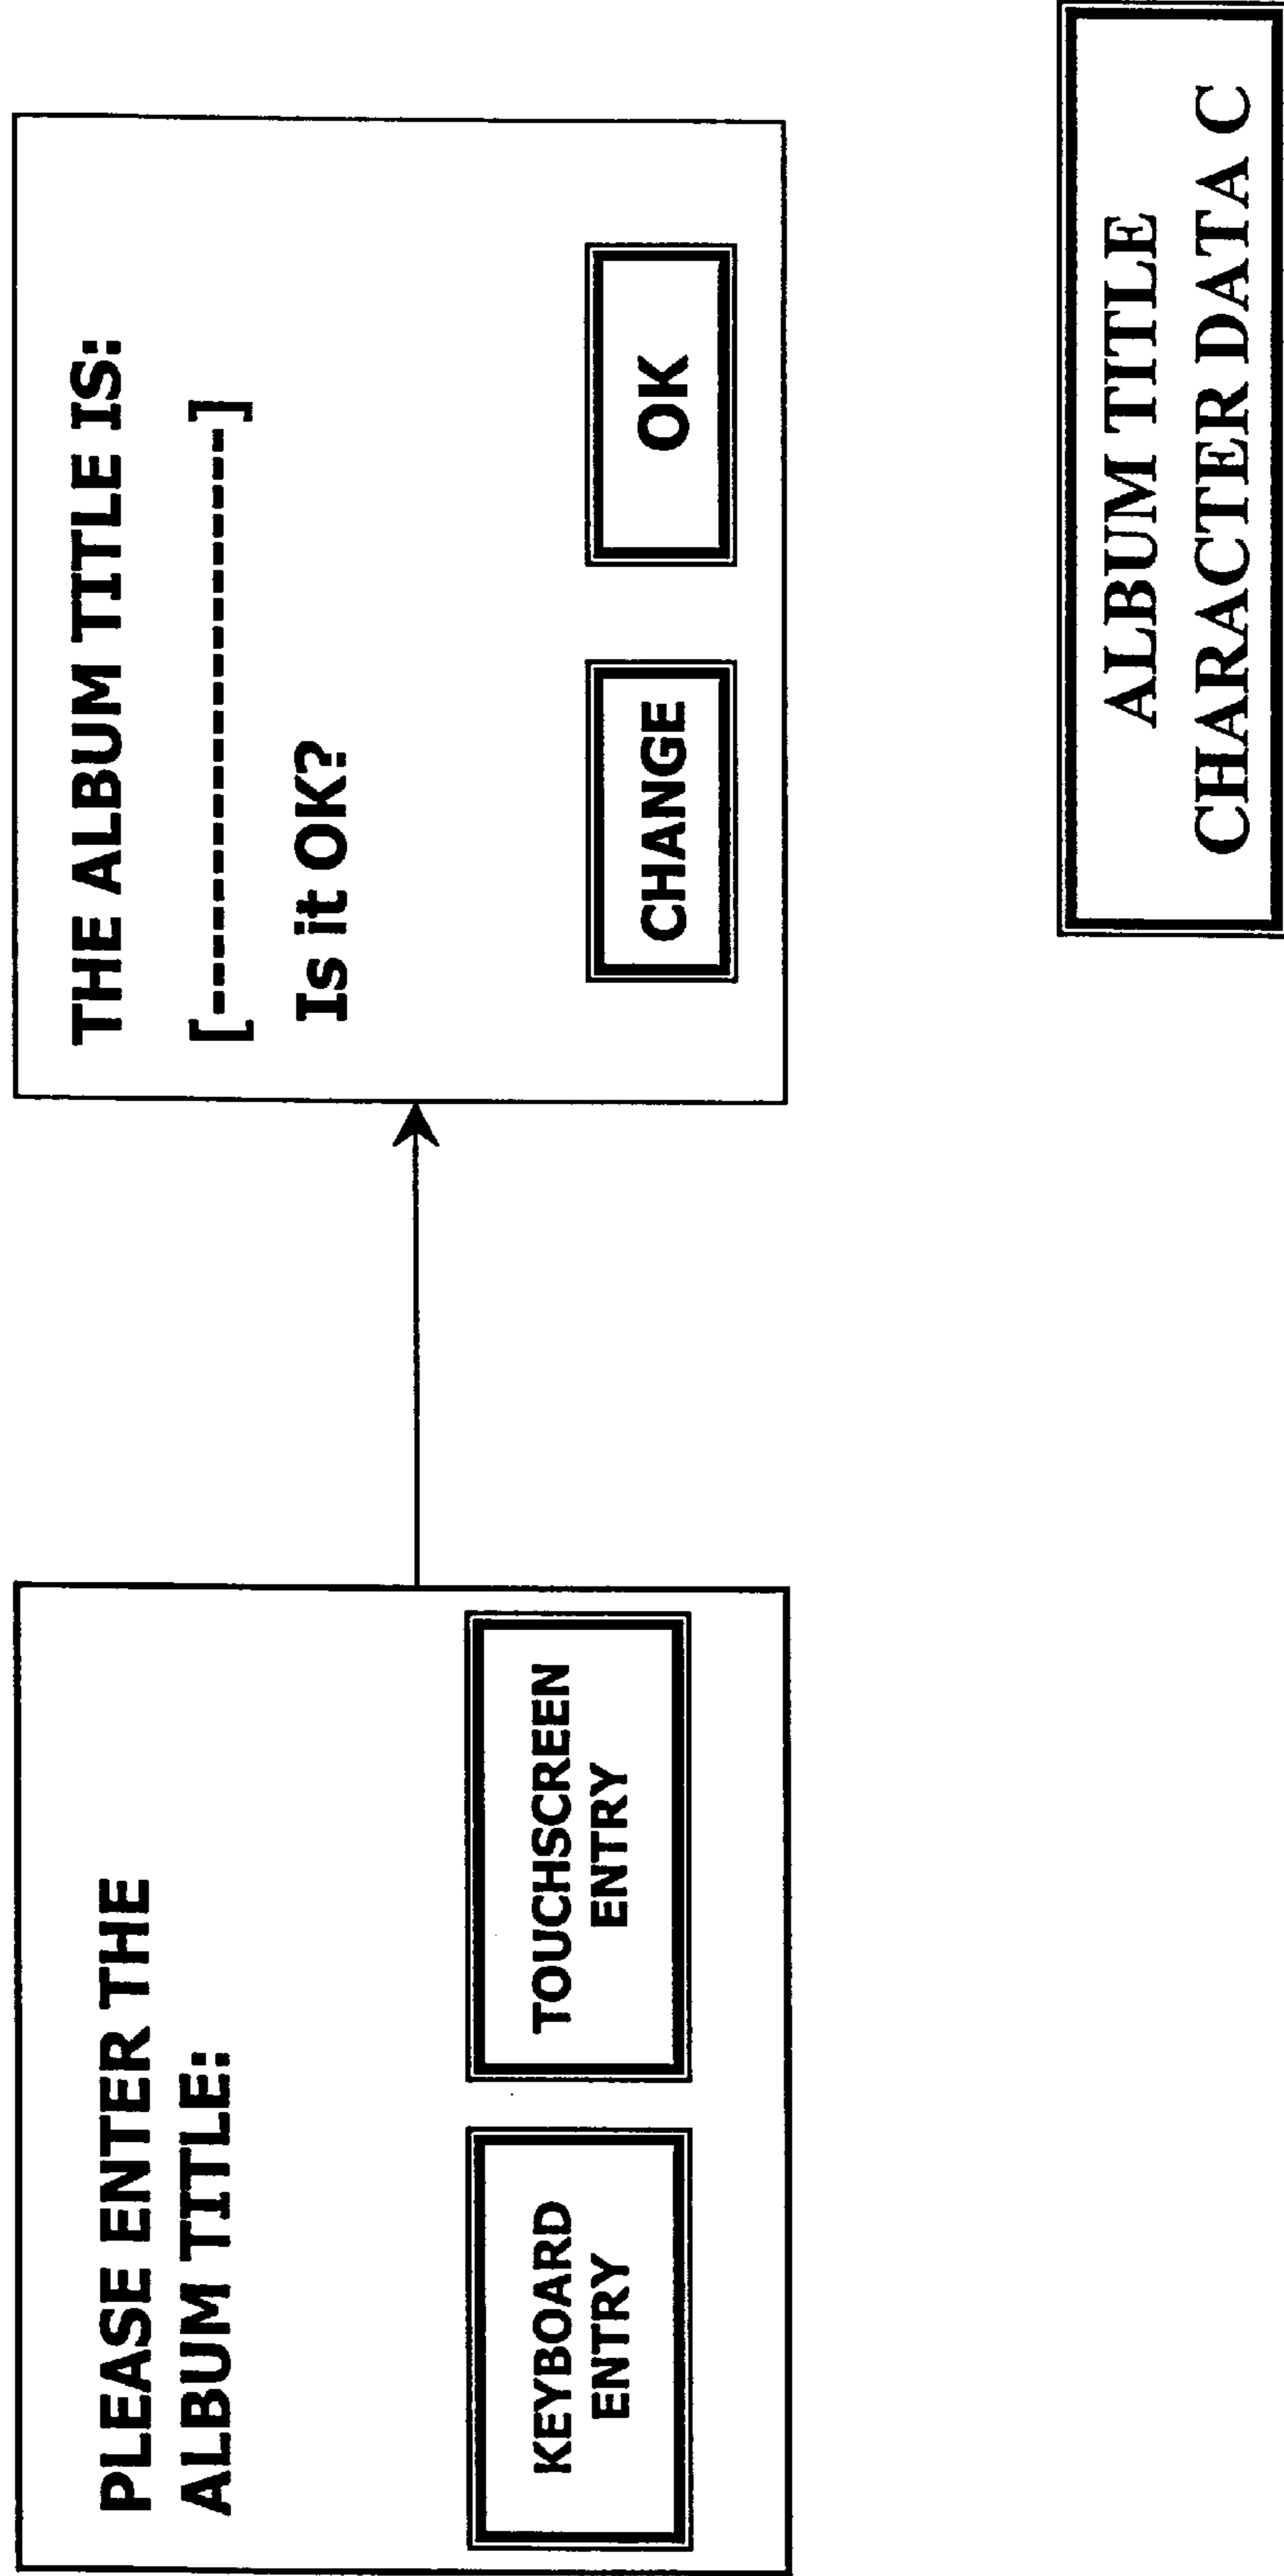 PLEASE ENTER THE
ALBUM TITLE:
KEYBOARD
ENTRY
TOUCHSCREEN
ENTRY
THE ALBUM TITLE IS:
[---------------------]
Is it OK?
CHANGE
OK
ALBUM TITLE
CHARACTER DATA C